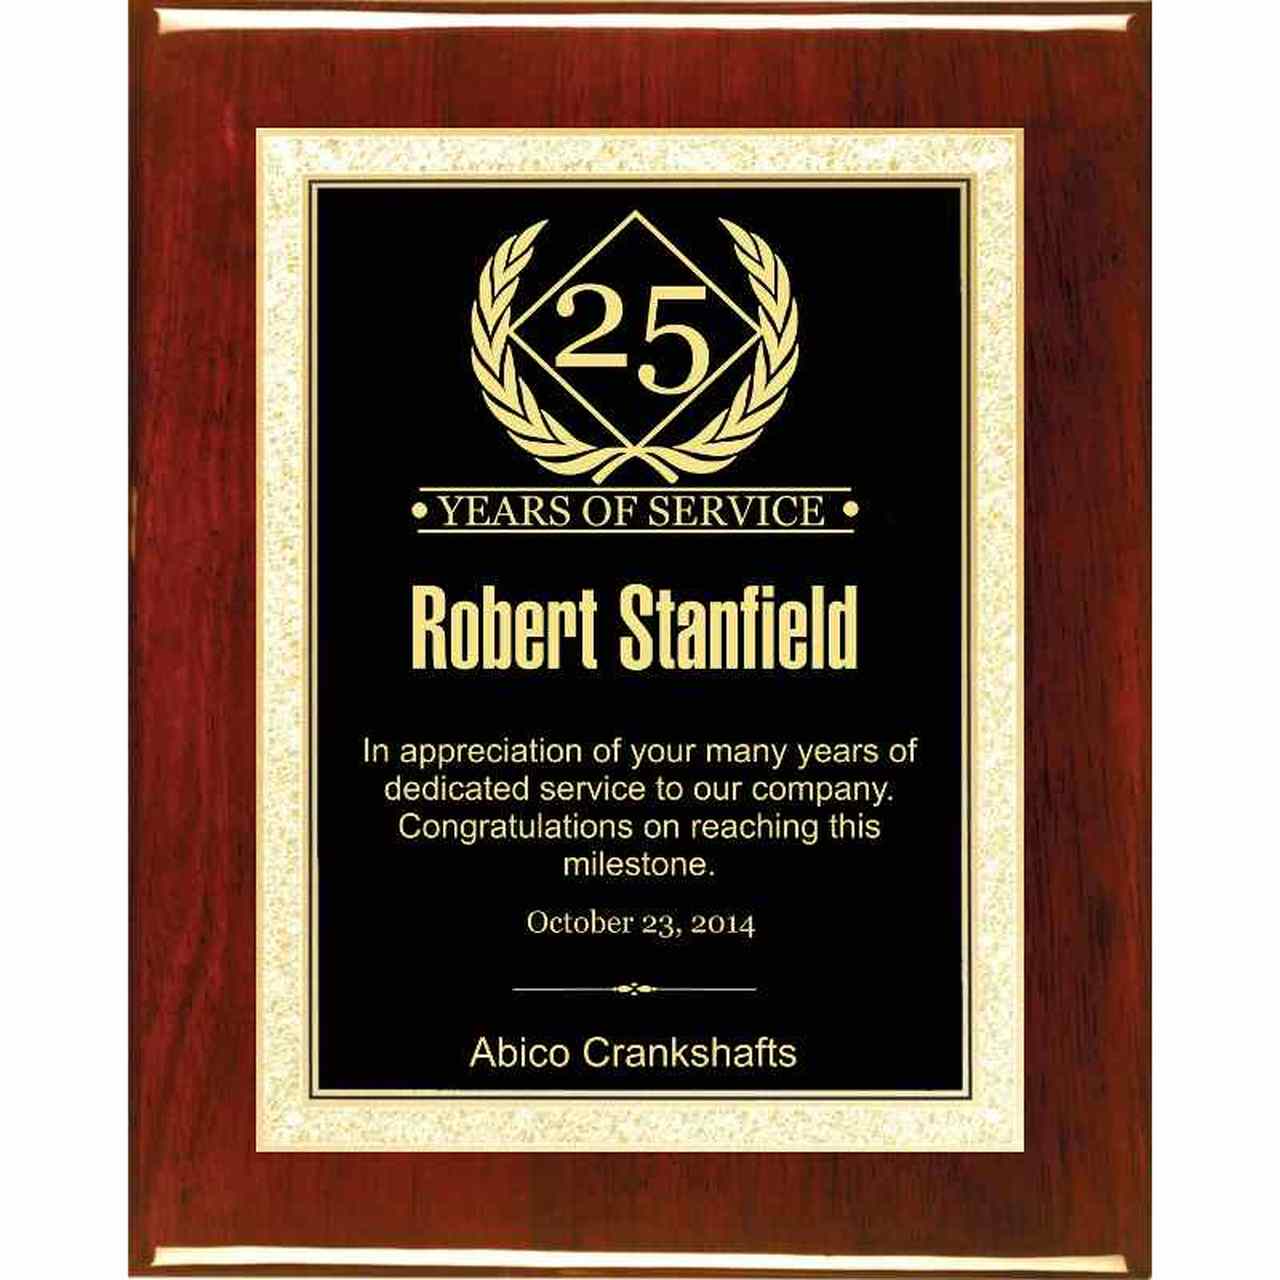 25
• YEARS OF SERVICE •
Robert Stanfield
In appreciation of your many years of
dedicated service to our company.
Congratulations on reaching this
milestone.
October 23, 2014
Abico Crankshafts